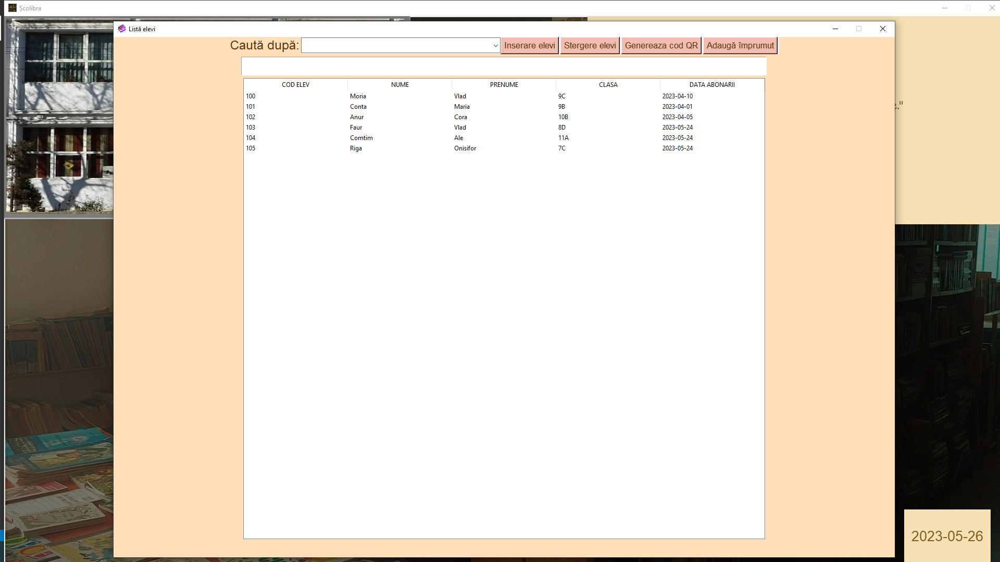 Școlibra
Listă elevi
Caută după: Inserare elevi Stergere elevi Genereaza cod QR Adaugă împrumut
COD ELEV NUME PRENUME CLASA DATA ABONARII
100 Moria Vlad 9C 2023-04-10
101 Conta Maria 9B 2023-04-01
102 Anur Cora 10B 2023-04-05
103 Faur Vlad 8D 2023-05-24
104 Comtim Ale 11A 2023-05-24
105 Riga Onisifor 7C 2023-05-24
2023-05-26